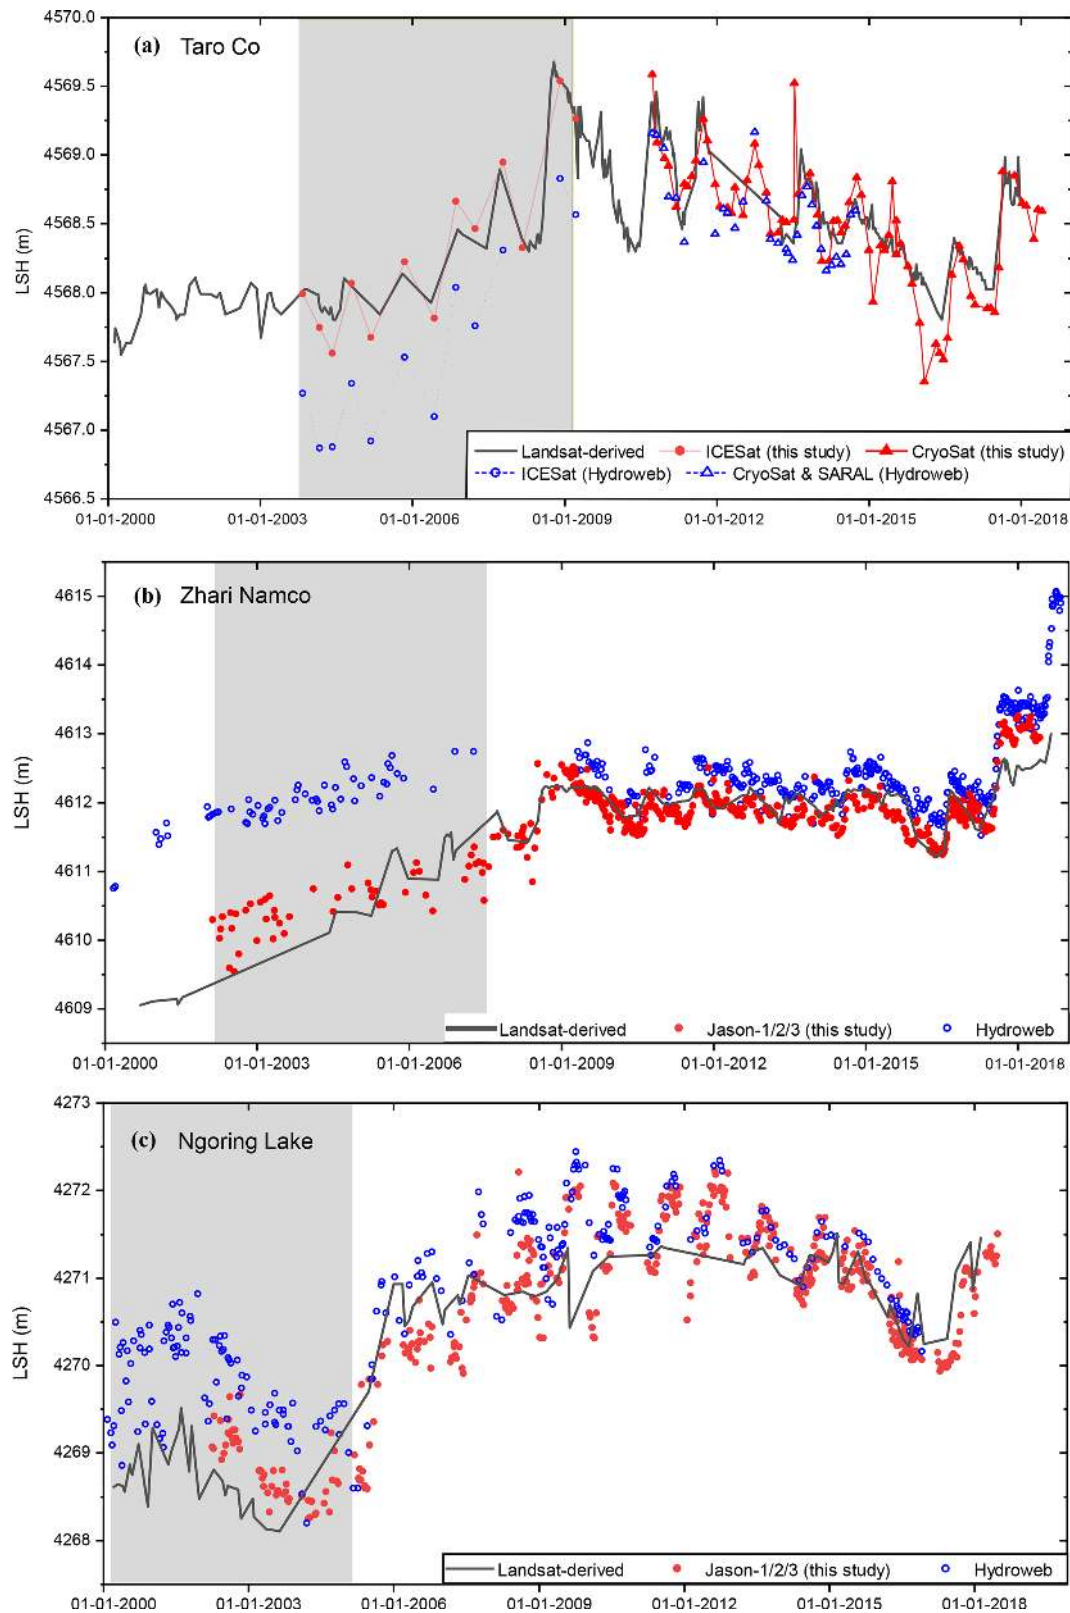 (a) Taro Co
LSH (m)
4570.0
4569.5
4569.0
4568.5
4568.0
4567.5
4567.0
4566.5
Landsat-derived ICESat (this study) CryoSat (this study)
ICESat (Hydroweb) CryoSat & SARAL (Hydroweb)
01-01-2000 01-01-2003 01-01-2006 01-01-2009 01-01-2012 01-01-2015 01-01-2018
(b) Zhari Namco
LSH (m)
4615
4614
4613
4612
4611
4610
4609
Landsat-derived Jason-1/2/3 (this study) Hydroweb
01-01-2000 01-01-2003 01-01-2006 01-01-2009 01-01-2012 01-01-2015 01-01-2018
(c) Ngoring Lake
LSH (m)
4273
4272
4271
4270
4269
4268
Landsat-derived Jason-1/2/3 (this study) Hydroweb
01-01-2000 01-01-2003 01-01-2006 01-01-2009 01-01-2012 01-01-2015 01-01-2018